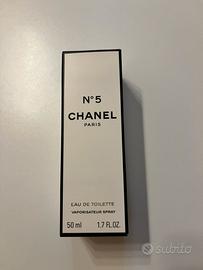 N°5
CHANEL
PARIS
EAU DE TOILETTE
VAPORISATEUR SPRAY
50 ml 1.7 FL.OZ.
subito